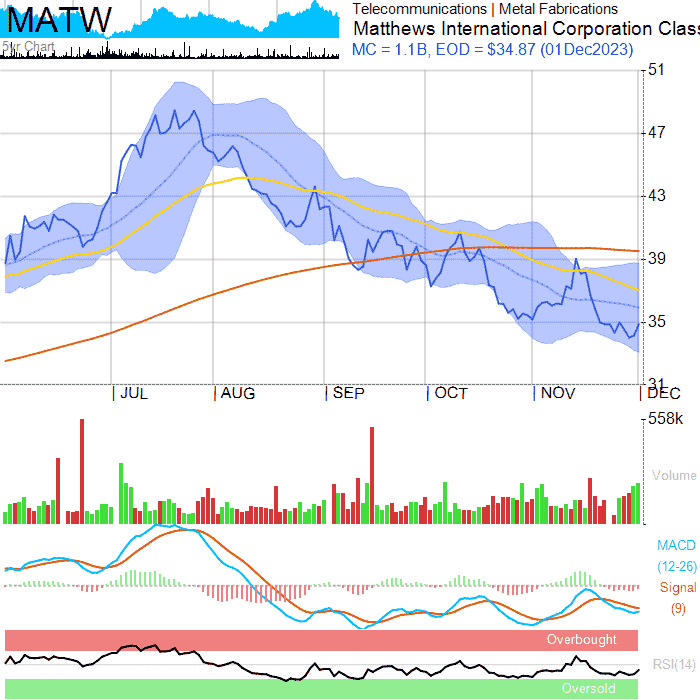 MATW
5yr Chart
Telecommunications | Metal Fabrications
Matthews International Corporation Clas
MC = 1.1B, EOD = $34.87 (01Dec2023)
51
47
43
39
35
31
JUL
AUG
SEP
OCT
NOV
DEC
558k
Volume
MACD
(12-26)
Signal
(9)
Overbought
RSI(14)
Oversold